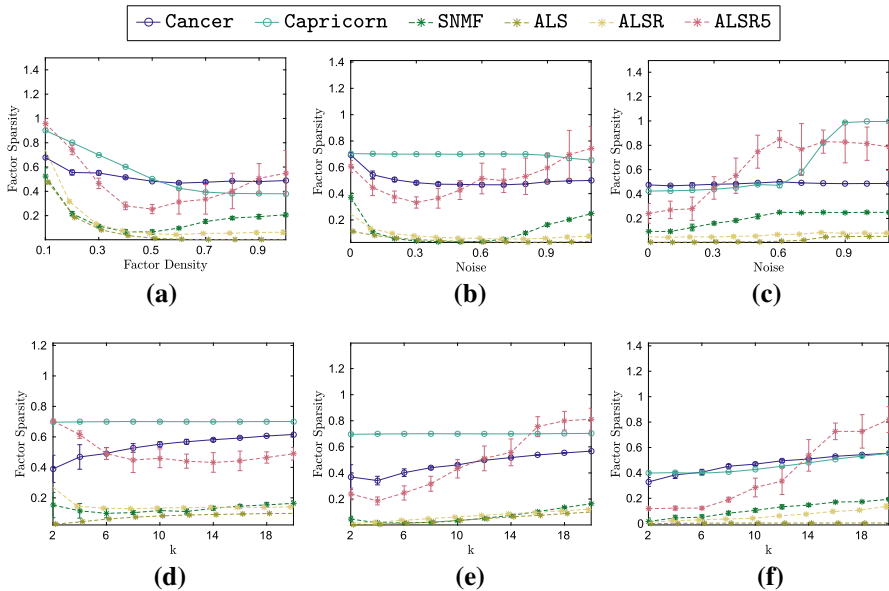 Cancer Capricorn SNMF ALS ALSR ALSR5
1.4
1.2
1
0.8
0.6
0.4
0.2
Factor Sparsity
0.1 0.3 0.5 0.7 0.9
Factor Density
(a)
1.4
1.2
1
0.8
0.6
0.4
0.2
Factor Sparsity
0 0.3 0.6 0.9
Noise
(b)
1.4
1.2
1
0.8
0.6
0.4
0.2
0
Factor Sparsity
0 0.3 0.6 0.9
Noise
(c)
1.2
1
0.8
0.6
0.4
0.2
Factor Sparsity
2 6 10 14 18
k
(d)
1.4
1.2
1
0.8
0.6
0.4
0.2
Factor Sparsity
2 6 10 14 18
k
(e)
1.4
1.2
1
0.8
0.6
0.4
0.2
0
Factor Sparsity
2 6 10 14 18
k
(f)